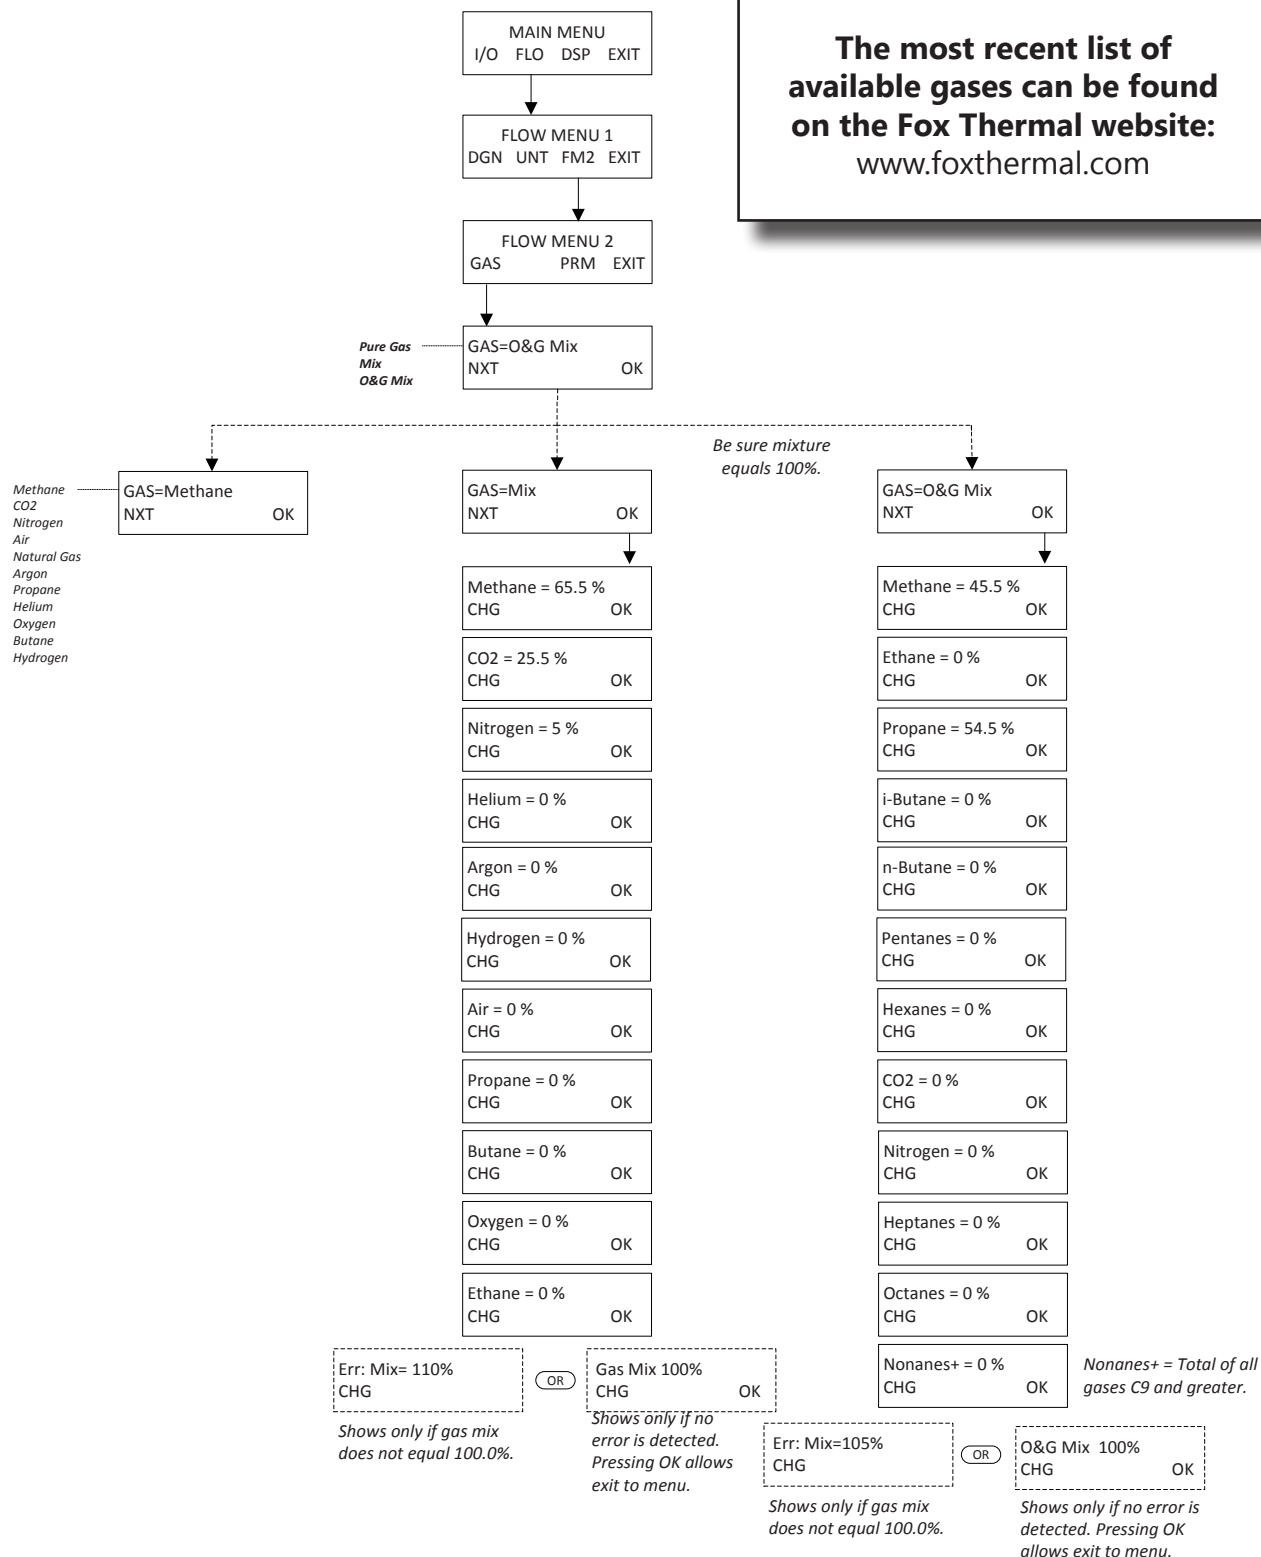 MAIN MENU
I/O FLO DSP EXIT
The most recent list of
available gases can be found
on the Fox Thermal website:
www.foxthermal.com
FLOW MENU 1
DGN UNT FM2 EXIT
FLOW MENU 2
GAS PRM EXIT
Pure Gas
Mix
O&G Mix
GAS=O&G Mix
NXT OK
Be sure mixture
equals 100%.
Methane
CO2
Nitrogen
Air
Natural Gas
Argon
Propane
Helium
Oxygen
Butane
Hydrogen
GAS=Methane
NXT OK
GAS=Mix
NXT OK
Methane = 65.5 %
CHG OK
CO2 = 25.5 %
CHG OK
Nitrogen = 5 %
CHG OK
Helium = 0 %
CHG OK
Argon = 0 %
CHG OK
Hydrogen = 0 %
CHG OK
Air = 0 %
CHG OK
Propane = 0 %
CHG OK
Butane = 0 %
CHG OK
Oxygen = 0 %
CHG OK
Ethane = 0 %
CHG OK
Err: Mix= 110%
CHG
Shows only if gas mix
does not equal 100.0%.
OR
Gas Mix 100%
CHG OK
Shows only if no
error is detected.
Pressing OK allows
exit to menu.
GAS=O&G Mix
NXT OK
Methane = 45.5 %
CHG OK
Ethane = 0 %
CHG OK
Propane = 54.5 %
CHG OK
i-Butane = 0 %
CHG OK
n-Butane = 0 %
CHG OK
Pentanes = 0 %
CHG OK
Hexanes = 0 %
CHG OK
CO2 = 0 %
CHG OK
Nitrogen = 0 %
CHG OK
Heptanes = 0 %
CHG OK
Octanes = 0 %
CHG OK
Nonanes+ = 0 %
CHG OK
Nonanes+ = Total of all
gases C9 and greater.
Err: Mix=105%
CHG
Shows only if gas mix
does not equal 100.0%.
OR
O&G Mix 100%
CHG OK
Shows only if no error is
detected. Pressing OK
allows exit to menu.